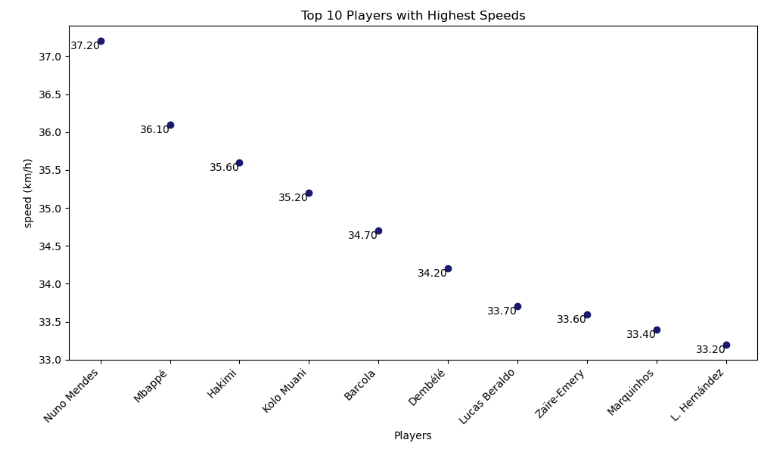 Top 10 Players with Highest Speeds
speed (km/h)
37.0
36.5
36.0
35.5
35.0
34.5
34.0
33.5
33.0
37.20
36.10
35.60
35.20
34.70
34.20
33.70
33.60
33.40
33.20
Nuno Mendes
Mbappé
Hakimi
Kolo Muani
Barcola
Dembélé
Lucas Beraldo
Zaïre-Emery
Marquinhos
L. Hernández
Players